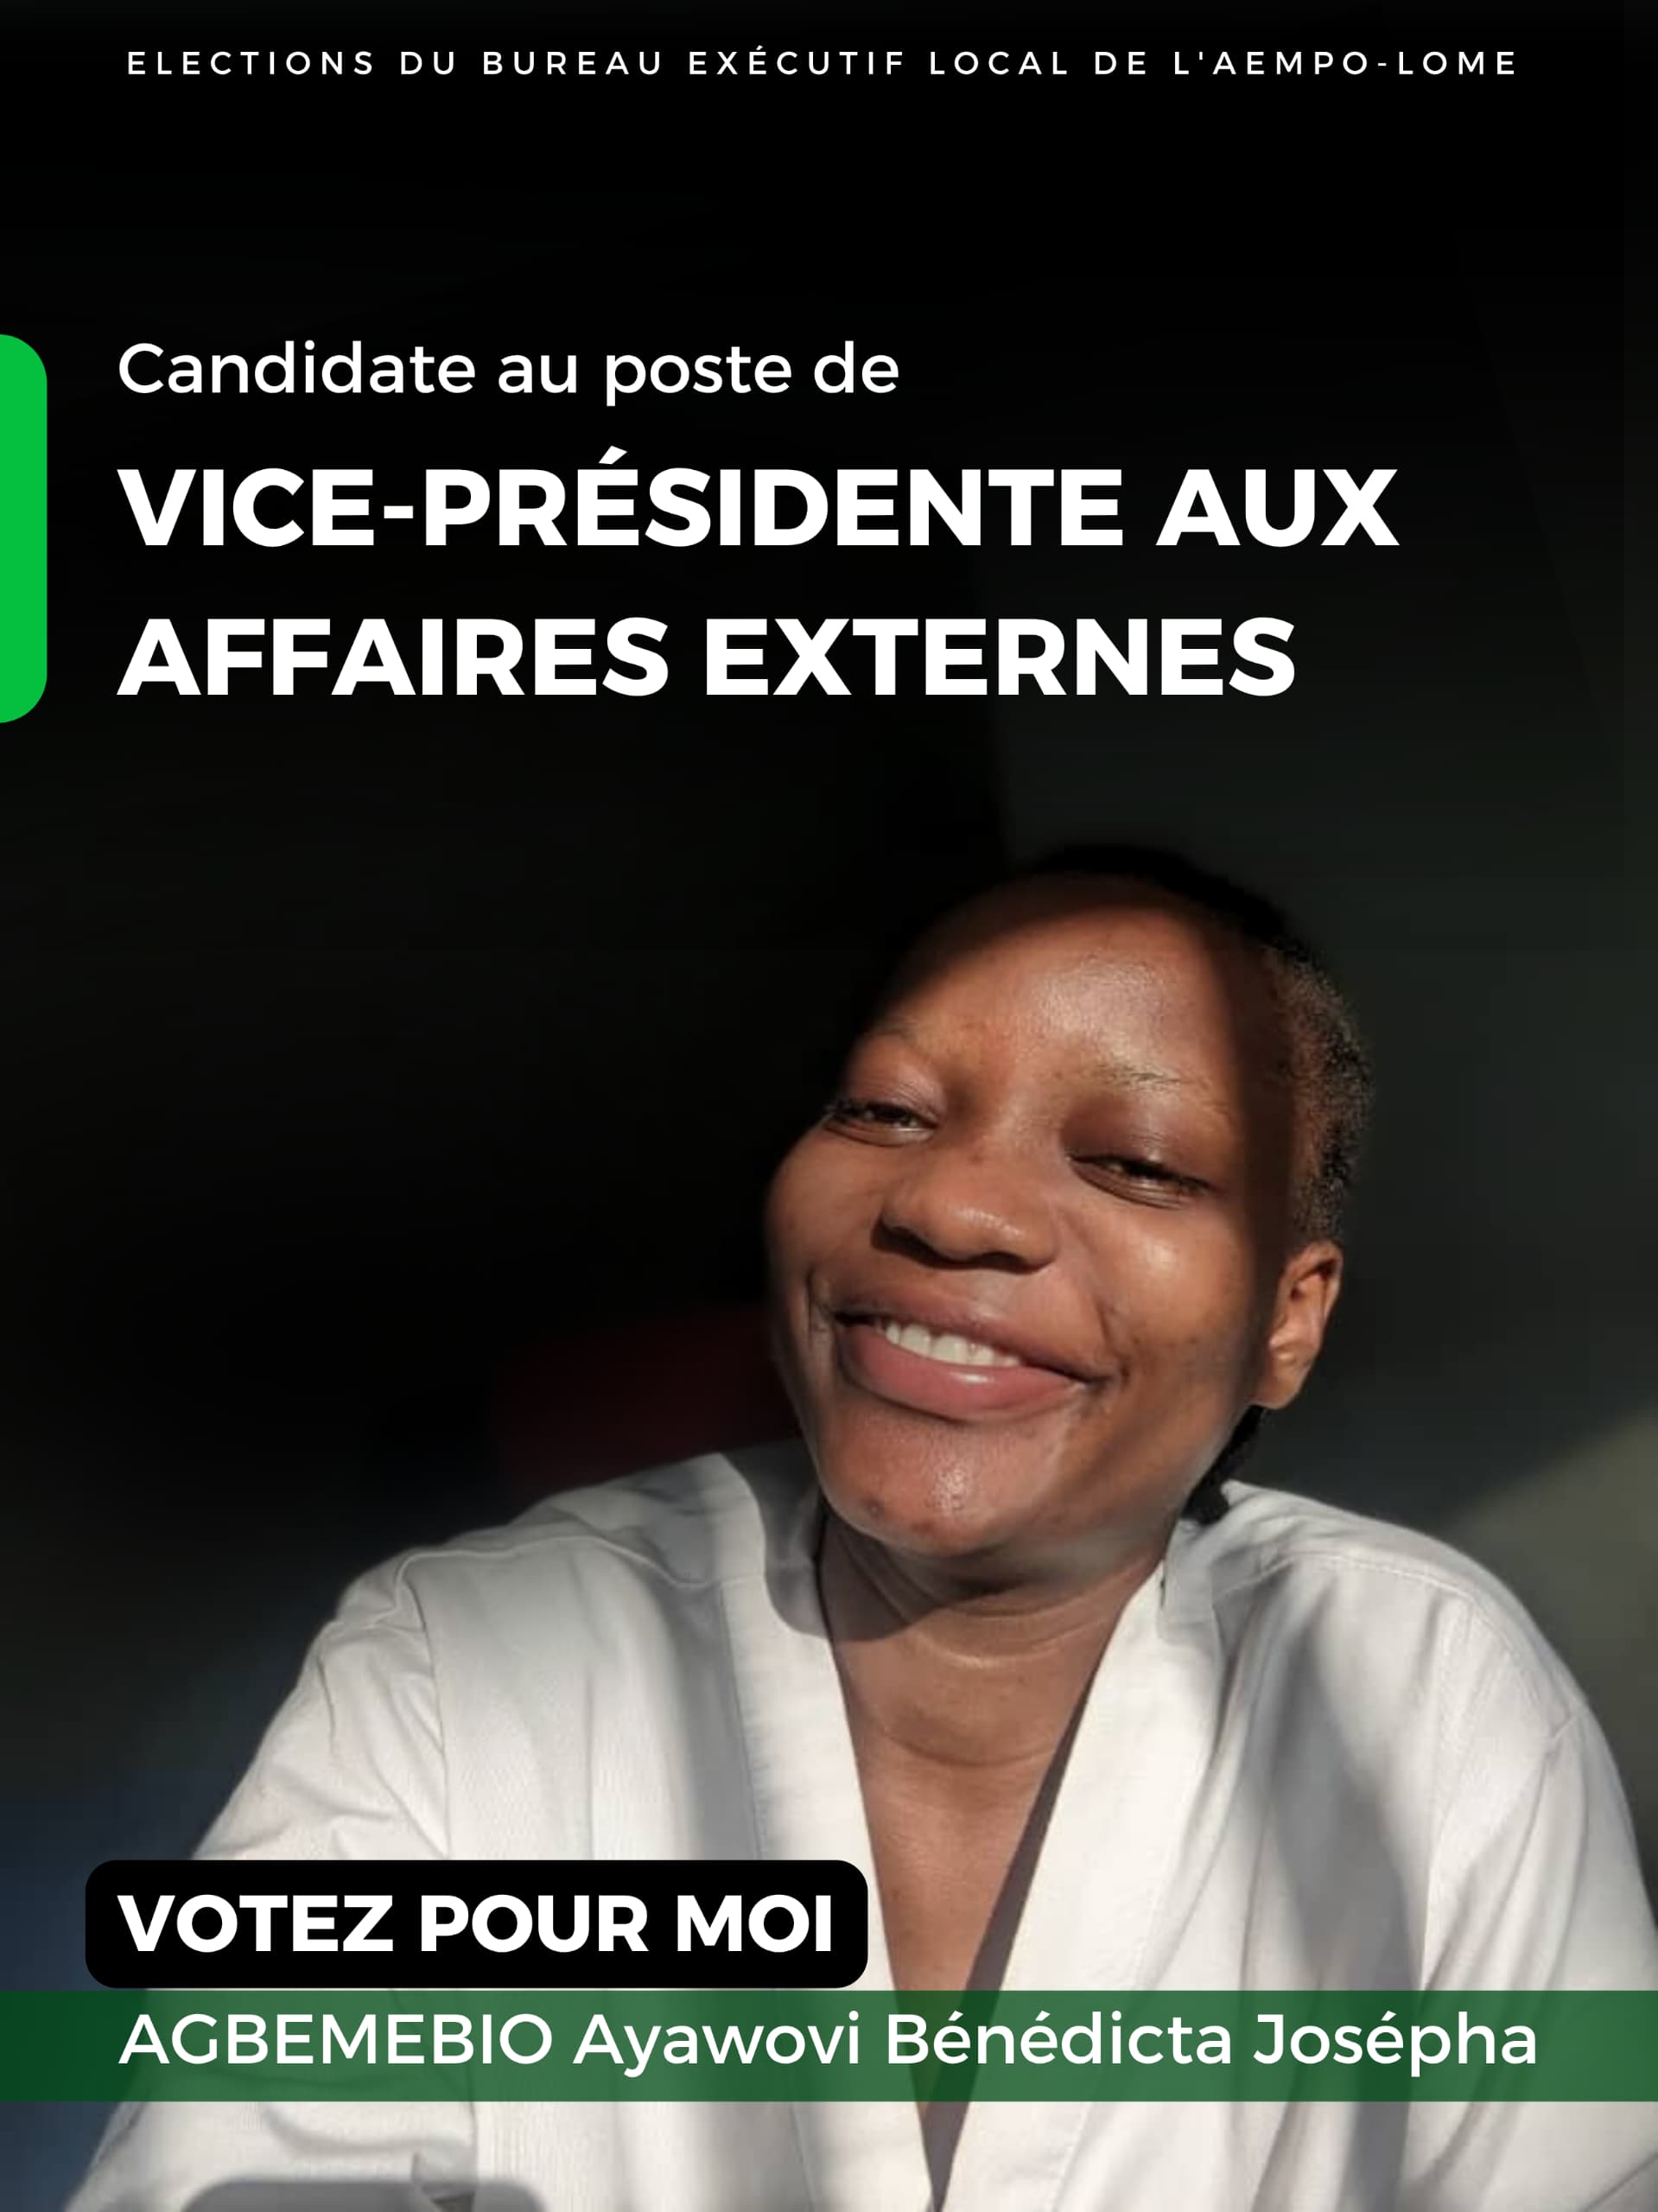 ELECTIONS DU BUREAU EXÉCUTIF LOCAL DE L'AEMPO-LOME
Candidate au poste de
VICE-PRÉSIDENTE AUX
AFFAIRES EXTERNES
VOTEZ POUR MOI
AGBEMEBIO Ayawovi Bénédicta Josépha